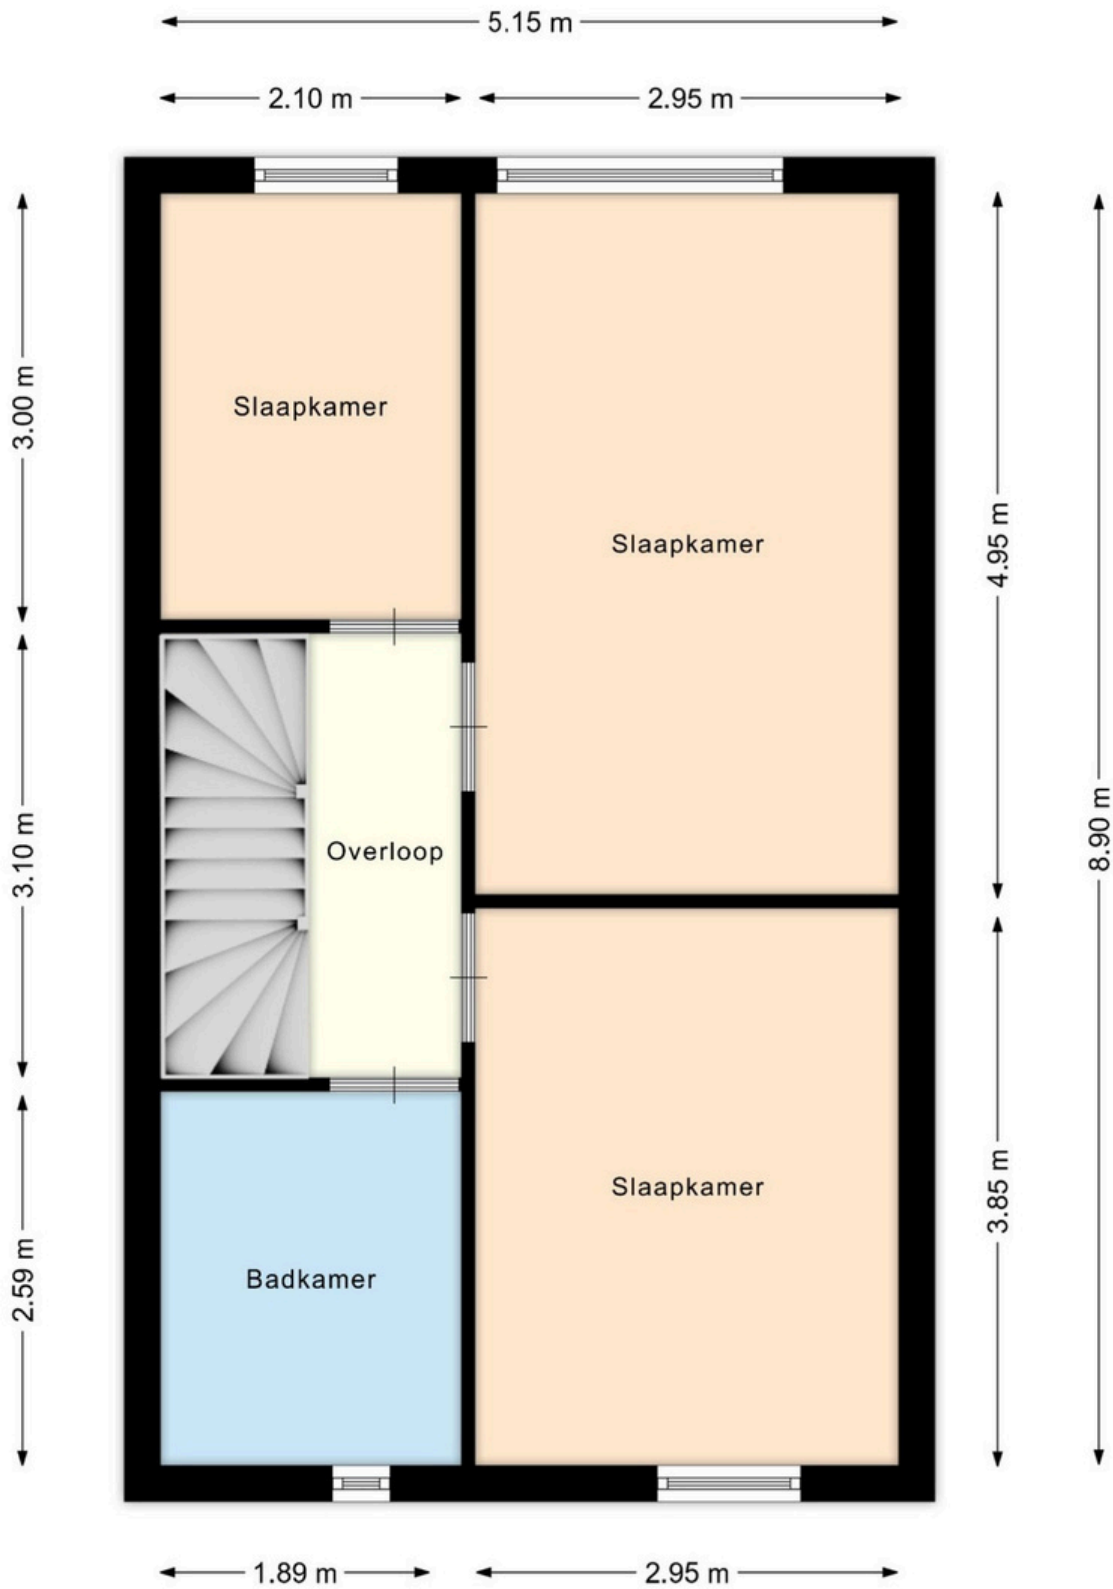 5.15 m
2.10 m
2.95 m
3.00 m
Slaapkamer
Slaapkamer
4.95 m
3.10 m
Overloop
8.90 m
Slaapkamer
3.85 m
2.59 m
Badkamer
1.89 m
2.95 m